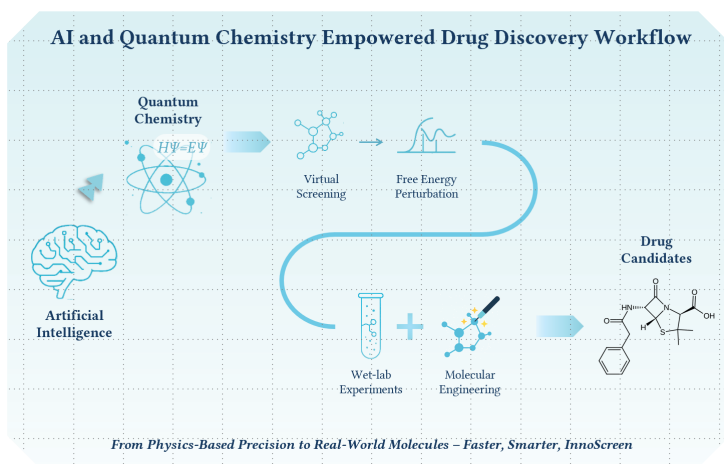 AI and Quantum Chemistry Empowered Drug Discovery Workflow
Quantum
Chemistry
HΨ=EΨ
Virtual
Screening
Free Energy
Perturbation
Artificial
Intelligence
Wet-lab
Experiments
Molecular
Engineering
Drug
Candidates
O
O
HN
N
OH
O
H
S
From Physics-Based Precision to Real-World Molecules – Faster, Smarter, InnoScreen